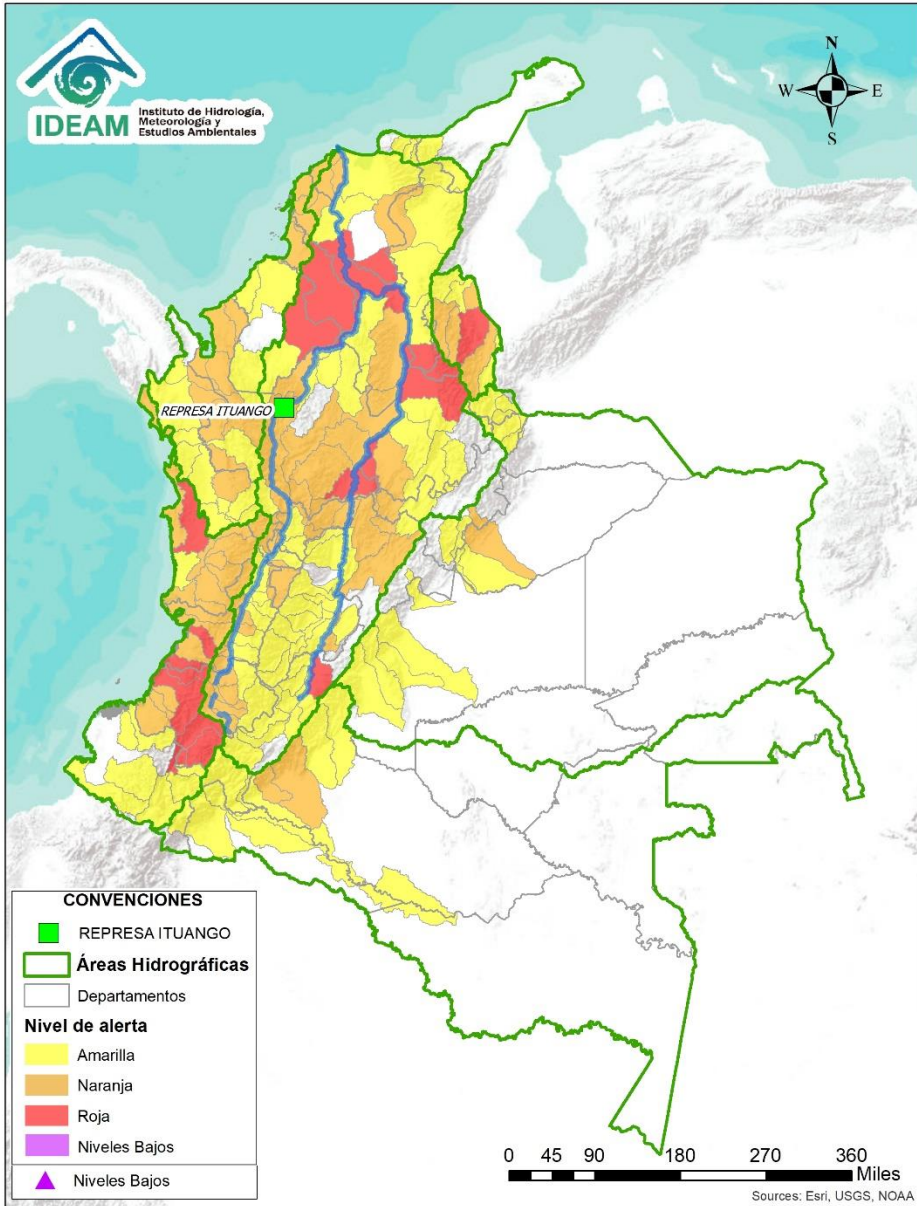 IDEAM
Instituto de Hidrología,
Meteorología y
Estudios Ambientales
N
W E
S
REPRESA ITUANGO
CONVENCIONES
REPRESA ITUANGO
Áreas Hidrográficas
Departamentos
Nivel de alerta
Amarilla
Naranja
Roja
Niveles Bajos
Niveles Bajos
0 45 90 180 270 360
Miles
Sources: Esri, USGS, NOAA